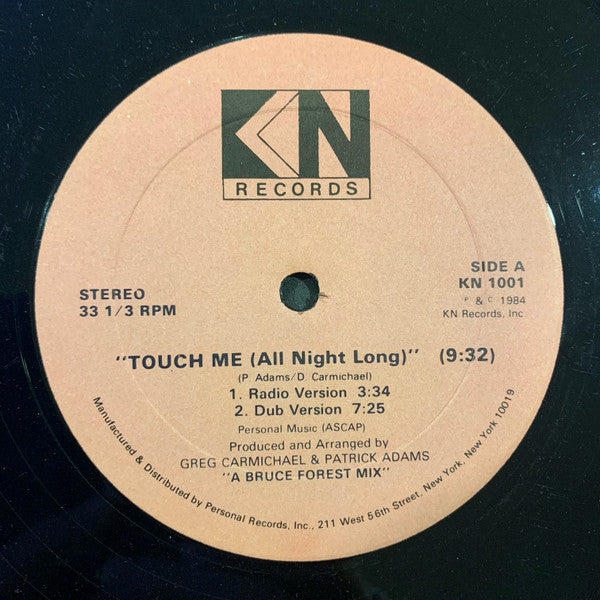 KN
RECORDS
STEREO
33 1/3 RPM
SIDE A
KN 1001
℗ & © 1984
KN Records, Inc
"TOUCH ME (All Night Long)" (9:32)
(P. Adams/D. Carmichael)
1. Radio Version 3:34
2. Dub Version 7:25
Personal Music (ASCAP)
Produced and Arranged by
GREG CARMICHAEL & PATRICK ADAMS
"A BRUCE FOREST MIX"
Manufactured & Distributed by Personal Records, Inc., 211 West 56th Street, New York, New York 10019